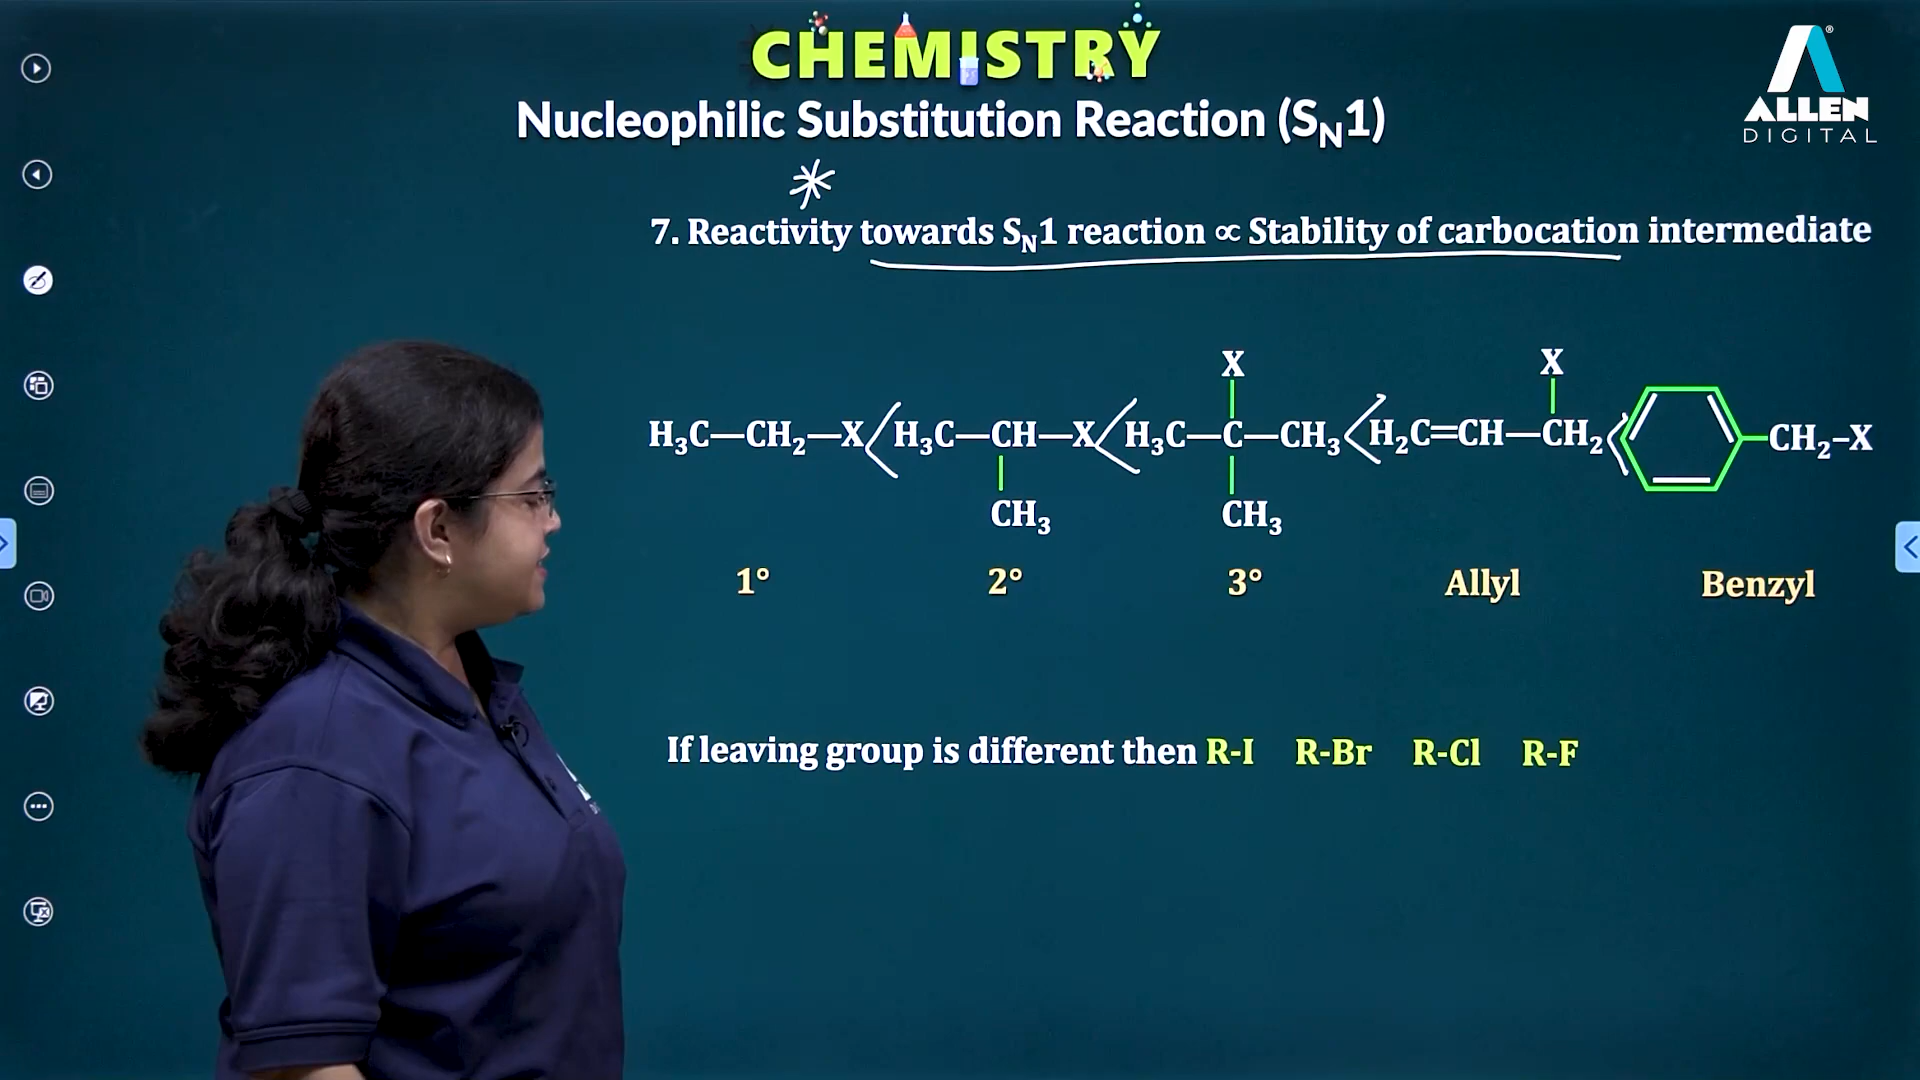 CHEMISTRY
ALLEN
DIGITAL
Nucleophilic Substitution Reaction (S_N1)
*
7. Reactivity towards S_N1 reaction ∝ Stability of carbocation intermediate
X X
H₃C—CH₂—X < H₃C—CH—X < H₃C—C—CH₃ < H₂C=CH—CH₂ < CH₂–X
CH₃ CH₃
1° 2° 3° Allyl Benzyl
If leaving group is different then R-I R-Br R-Cl R-F